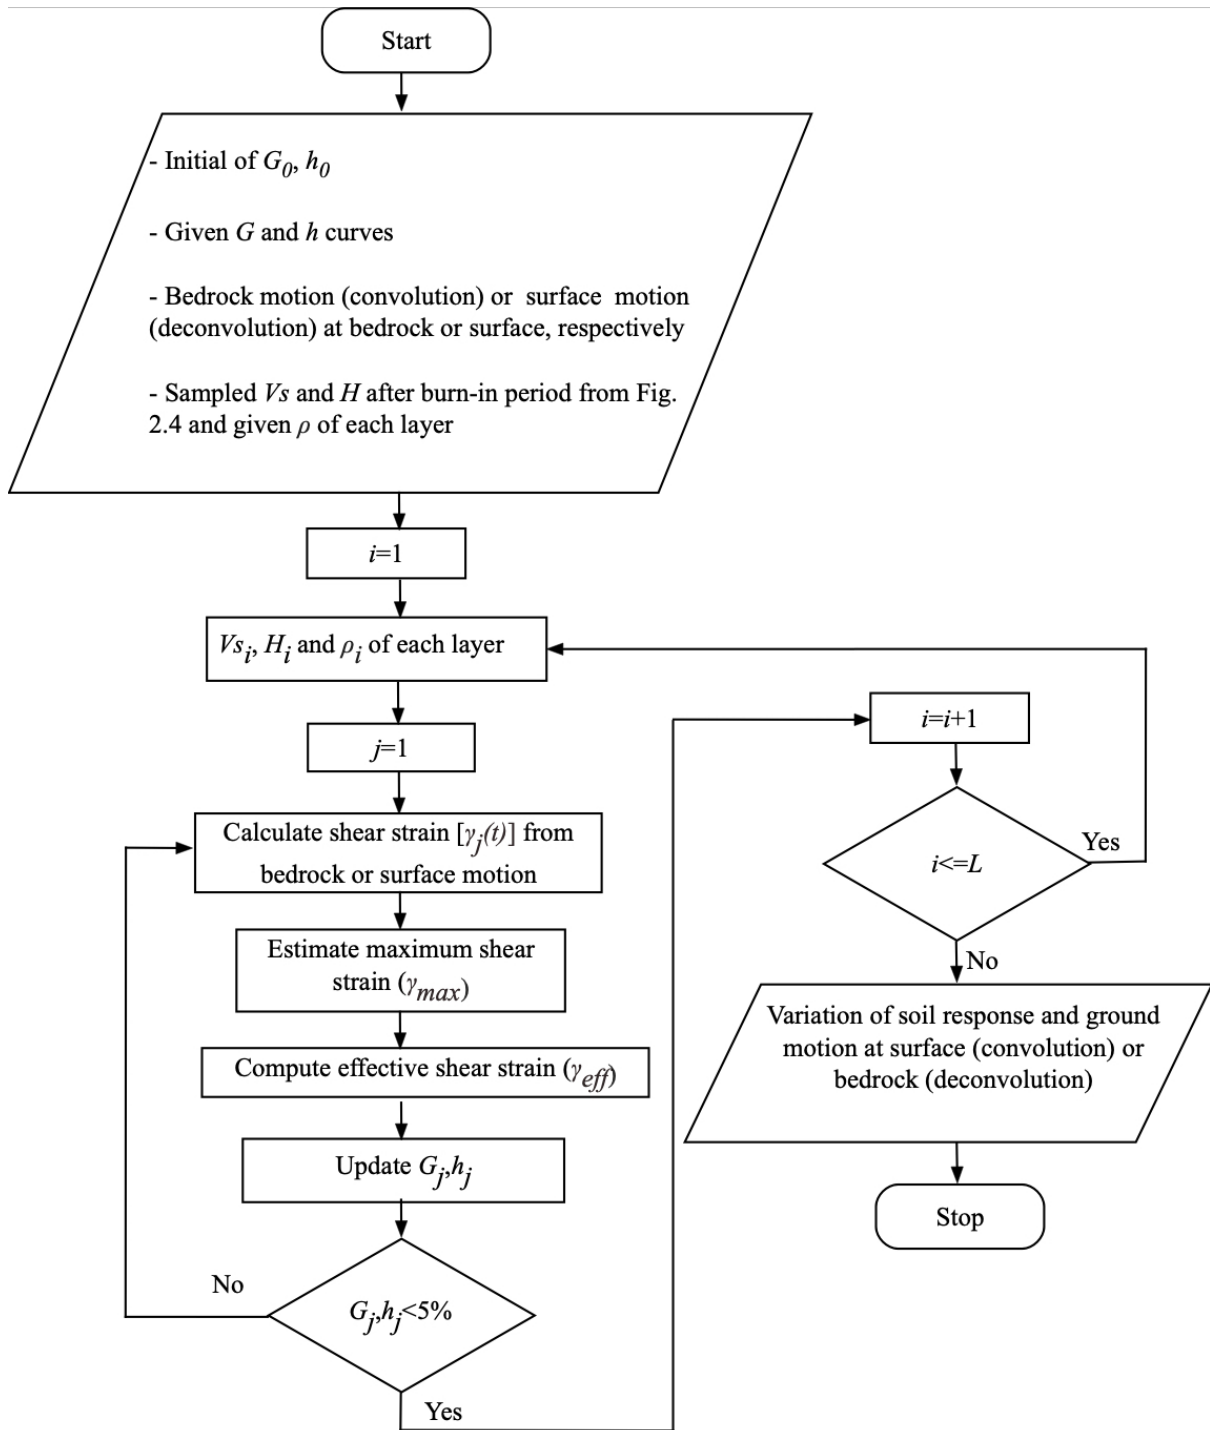 Start
- Initial of G0, h0
- Given G and h curves
- Bedrock motion (convolution) or surface motion
(deconvolution) at bedrock or surface, respectively
- Sampled Vs and H after burn-in period from Fig.
2.4 and given ρ of each layer
i=1
Vsi, Hi and ρi of each layer
j=1
Calculate shear strain [γj(t)] from
bedrock or surface motion
Estimate maximum shear
strain (γmax)
Compute effective shear strain (γeff)
Update Gj,hj
No
Gj,hj<5%
Yes
i=i+1
Yes
i<=L
No
Variation of soil response and ground
motion at surface (convolution) or
bedrock (deconvolution)
Stop